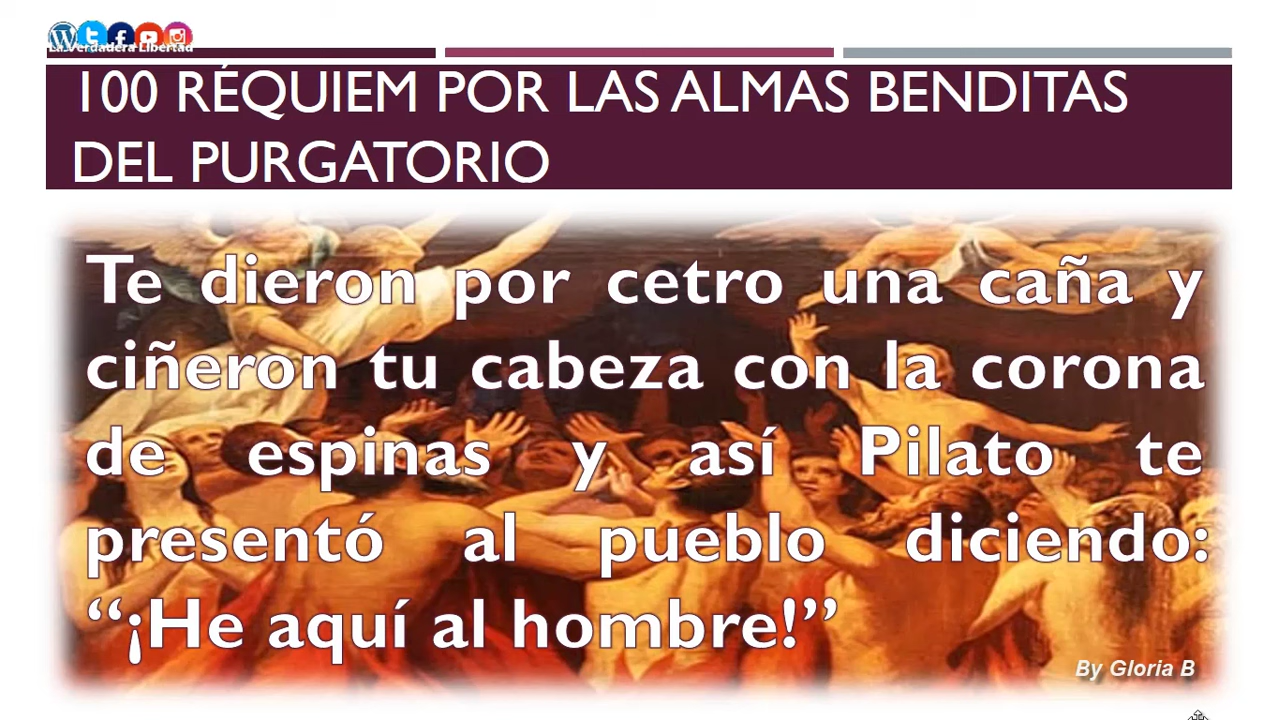 La Verdadera Libertad
100 RÉQUIEM POR LAS ALMAS BENDITAS
DEL PURGATORIO
Te dieron por cetro una caña y
ciñeron tu cabeza con la corona
de espinas y así Pilato te
presentó al pueblo diciendo:
“¡He aquí al hombre!”
By Gloria B